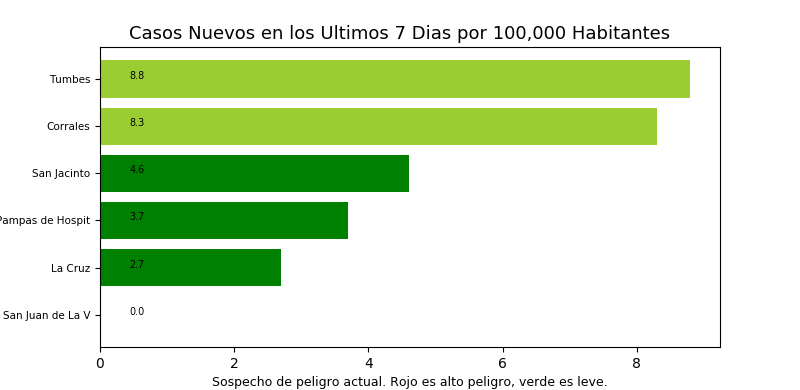 Casos Nuevos en los Ultimos 7 Dias por 100,000 Habitantes
Tumbes 8.8
Corrales 8.3
San Jacinto 4.6
Pampas de Hospit 3.7
La Cruz 2.7
San Juan de La V 0.0
0 2 4 6 8
Sospecho de peligro actual. Rojo es alto peligro, verde es leve.